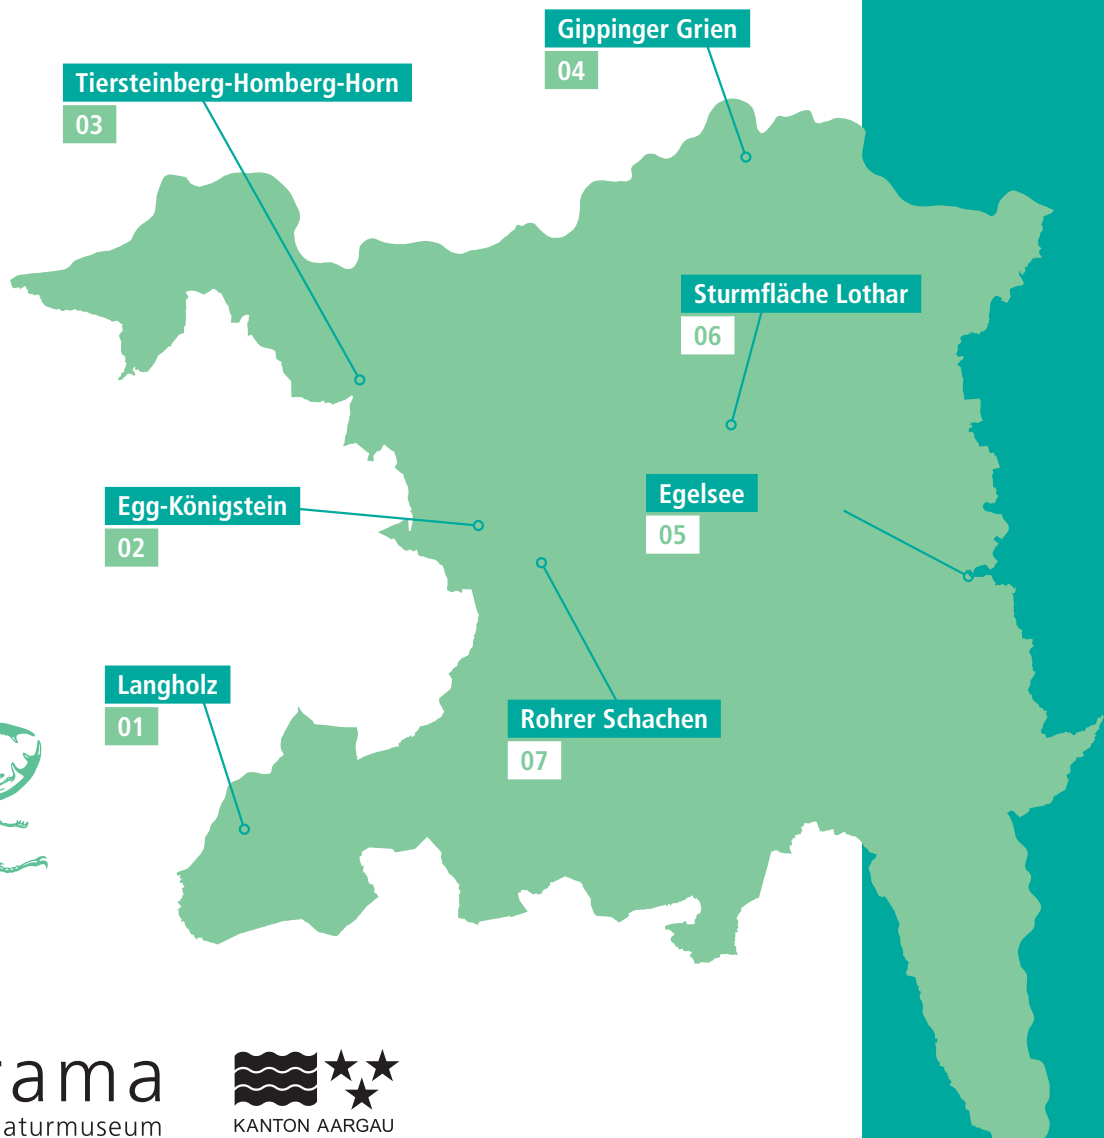 Gippinger Grien
04
Tiersteinberg-Homberg-Horn
03
Sturmfläche Lothar
06
Egelsee
05
Egg-Königstein
02
Langholz
01
Rohrer Schachen
07
rama
aturmuseum
KANTON AARGAU